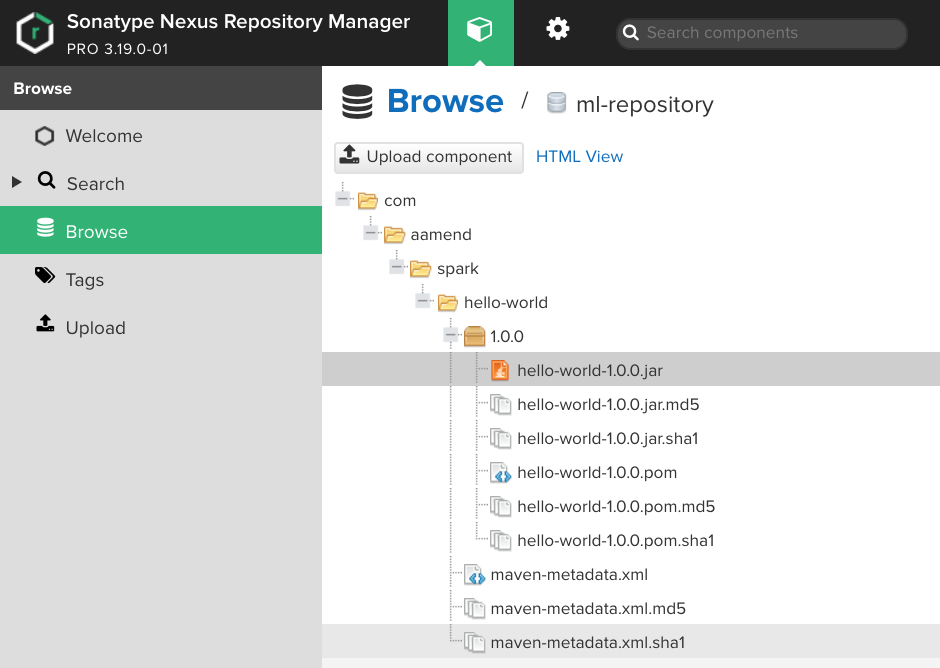 Sonatype Nexus Repository Manager
PRO 3.19.0-01
Search components
Browse
Welcome
Search
Browse
Tags
Upload
Browse / ml-repository
Upload component HTML View
com
aamend
spark
hello-world
1.0.0
hello-world-1.0.0.jar
hello-world-1.0.0.jar.md5
hello-world-1.0.0.jar.sha1
hello-world-1.0.0.pom
hello-world-1.0.0.pom.md5
hello-world-1.0.0.pom.sha1
maven-metadata.xml
maven-metadata.xml.md5
maven-metadata.xml.sha1